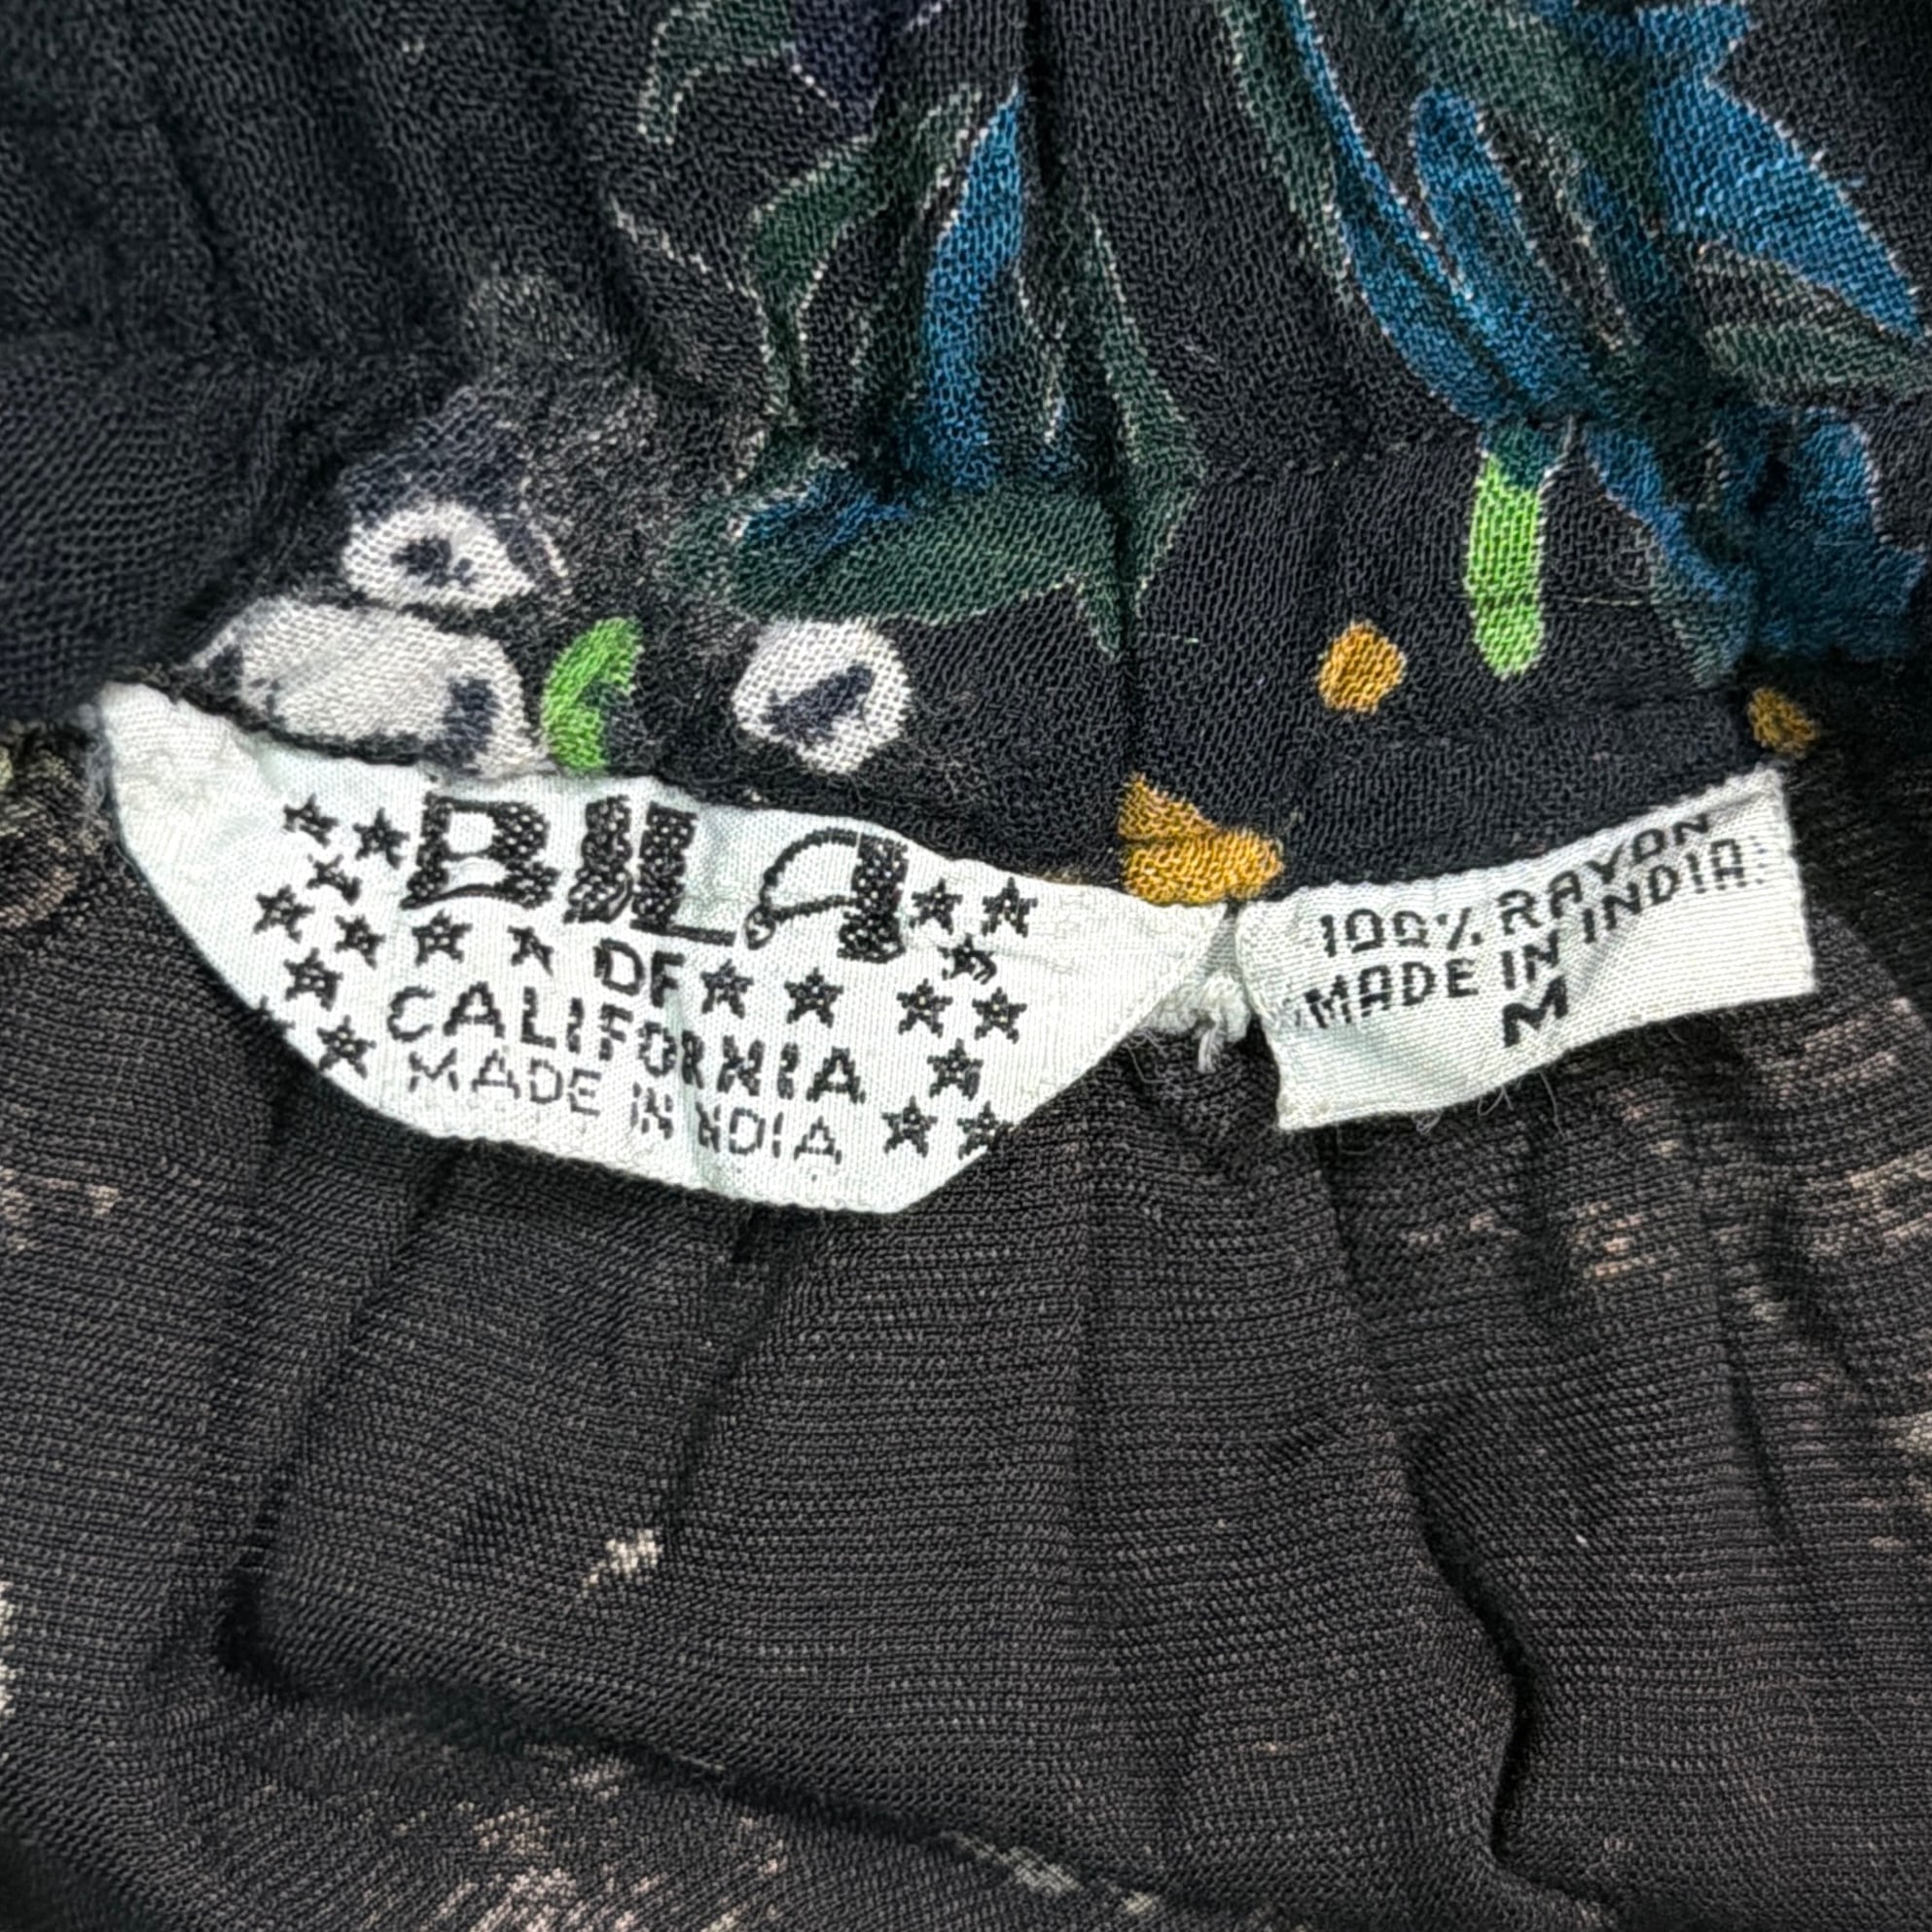 BILA
OF
CALIFORNIA
MADE IN INDIA
100% RAYON
MADE IN INDIA
M